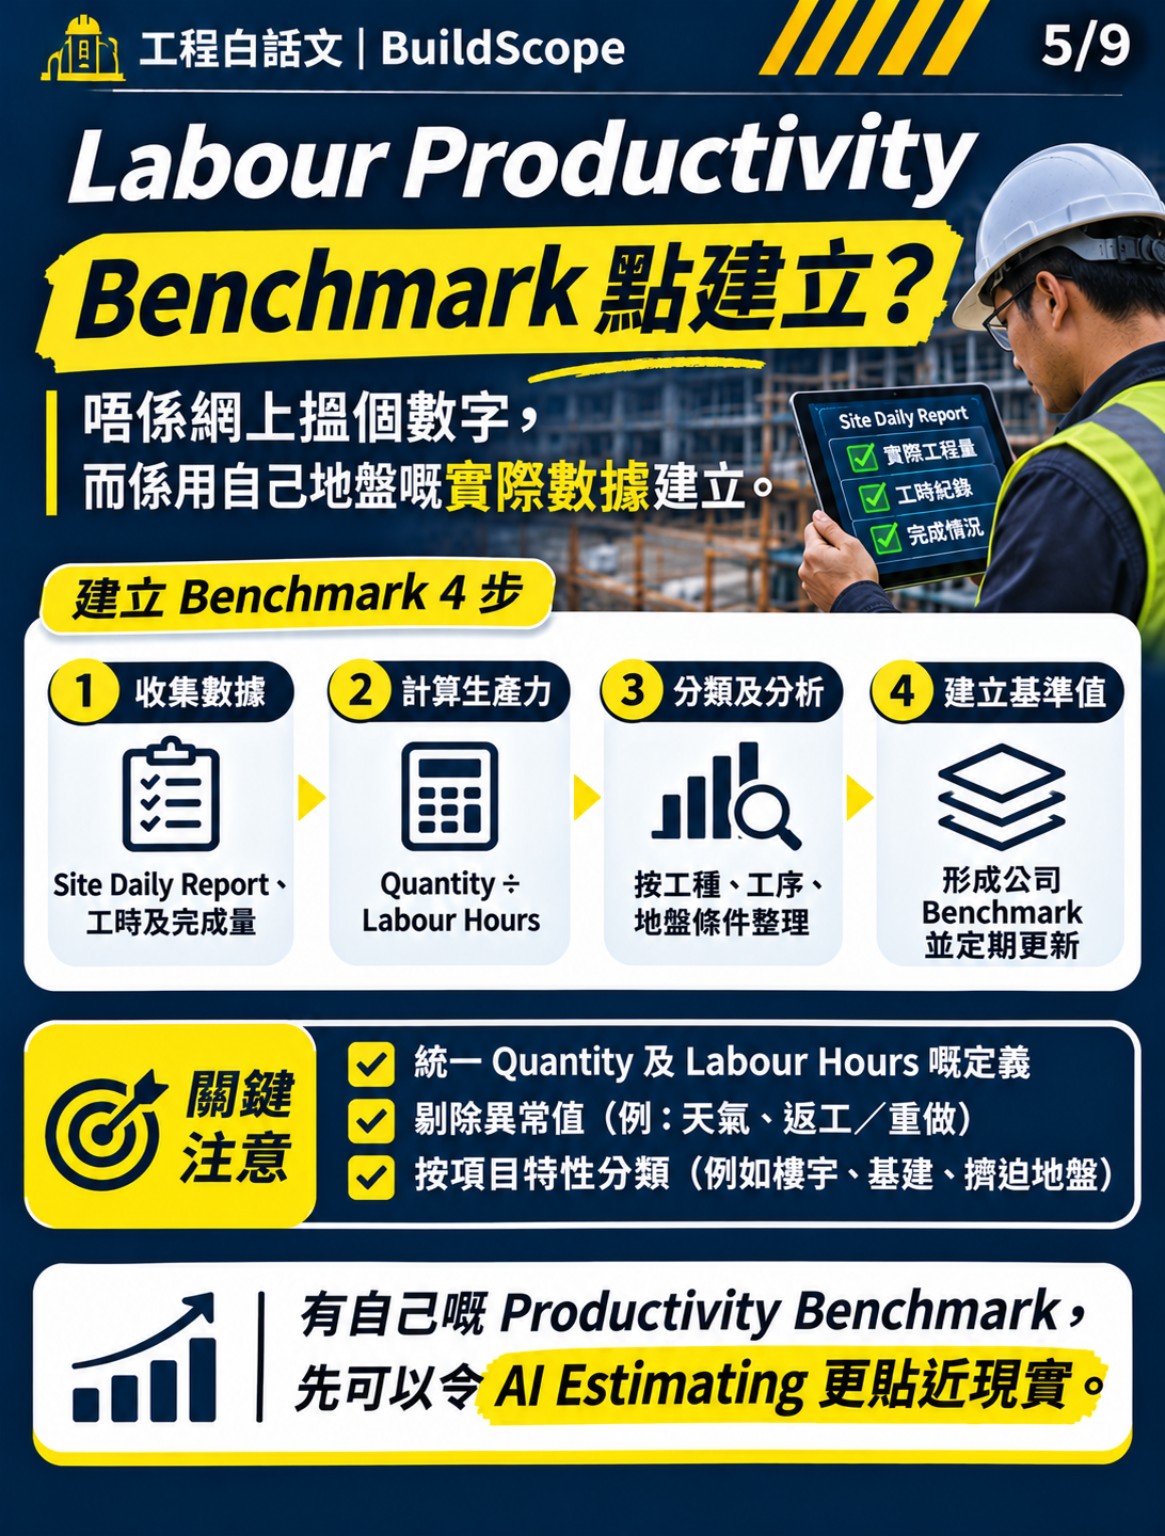 工程白話文 | BuildScope
5/9
Labour Productivity
Benchmark 點建立？
唔係網上搵個數字，
而係用自己地盤嘅實際數據建立。
Site Daily Report
實際工程量
工時紀錄
完成情況
建立 Benchmark 4 步
1 收集數據
Site Daily Report、
工時及完成量
2 計算生產力
Quantity ÷
Labour Hours
3 分類及分析
按工種、工序、
地盤條件整理
4 建立基準值
形成公司
Benchmark
並定期更新
關鍵
注意
統一 Quantity 及 Labour Hours 嘅定義
剔除異常值（例：天氣、返工／重做）
按項目特性分類（例如樓宇、基建、擠迫地盤）
有自己嘅 Productivity Benchmark，
先可以令 AI Estimating 更貼近現實。